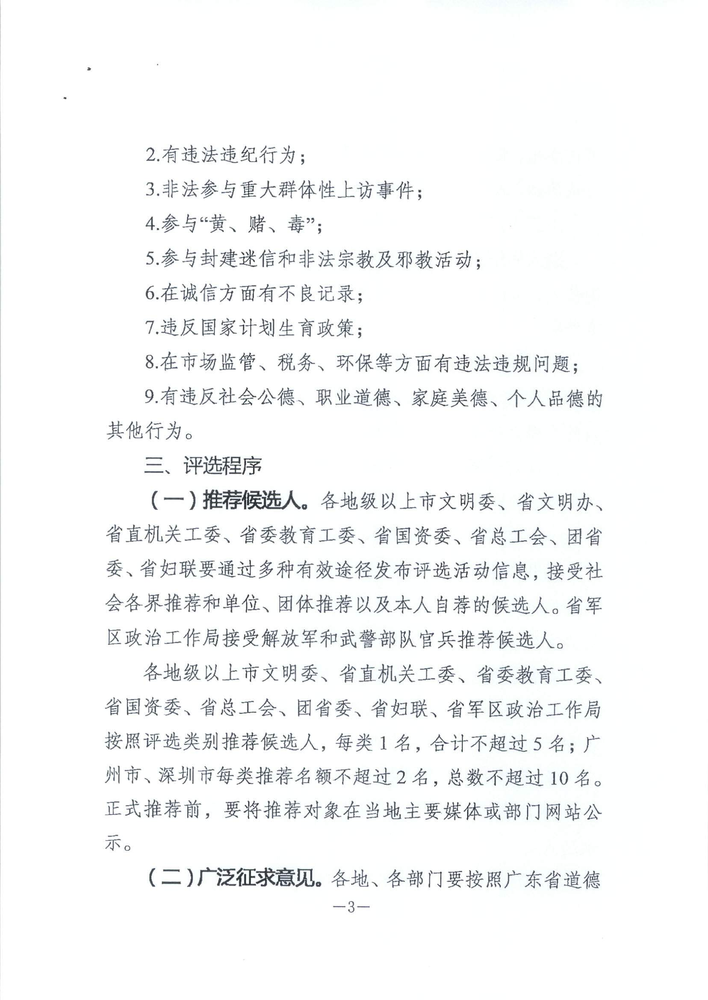 2.有违法违纪行为；
3.非法参与重大群体性上访事件；
4.参与“黄、赌、毒”；
5.参与封建迷信和非法宗教及邪教活动；
6.在诚信方面有不良记录；
7.违反国家计划生育政策；
8.在市场监管、税务、环保等方面有违法违规问题；
9.有违反社会公德、职业道德、家庭美德、个人品德的
其他行为。
三、评选程序
（一）推荐候选人。各地级以上市文明委、省文明办、
省直机关工委、省委教育工委、省国资委、省总工会、团省
委、省妇联要通过多种有效途径发布评选活动信息，接受社
会各界推荐和单位、团体推荐以及本人自荐的候选人。省军
区政治工作局接受解放军和武警部队官兵推荐候选人。
各地级以上市文明委、省直机关工委、省委教育工委、
省国资委、省总工会、团省委、省妇联、省军区政治工作局
按照评选类别推荐候选人，每类1名，合计不超过5名；广
州市、深圳市每类推荐名额不超过2名，总数不超过10名。
正式推荐前，要将推荐对象在当地主要媒体或部门网站公
示。
（二）广泛征求意见。各地、各部门要按照广东省道德
—3—